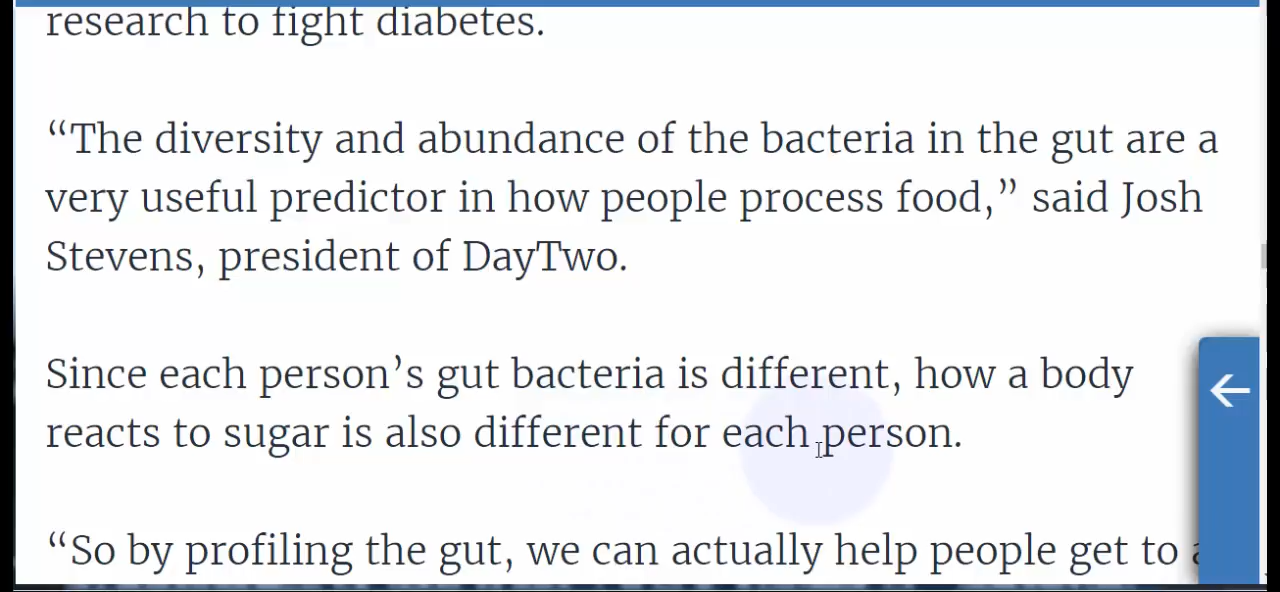 research to fight diabetes.
“The diversity and abundance of the bacteria in the gut are a
very useful predictor in how people process food,” said Josh
Stevens, president of DayTwo.
Since each person’s gut bacteria is different, how a body
reacts to sugar is also different for each person.
“So by profiling the gut, we can actually help people get to